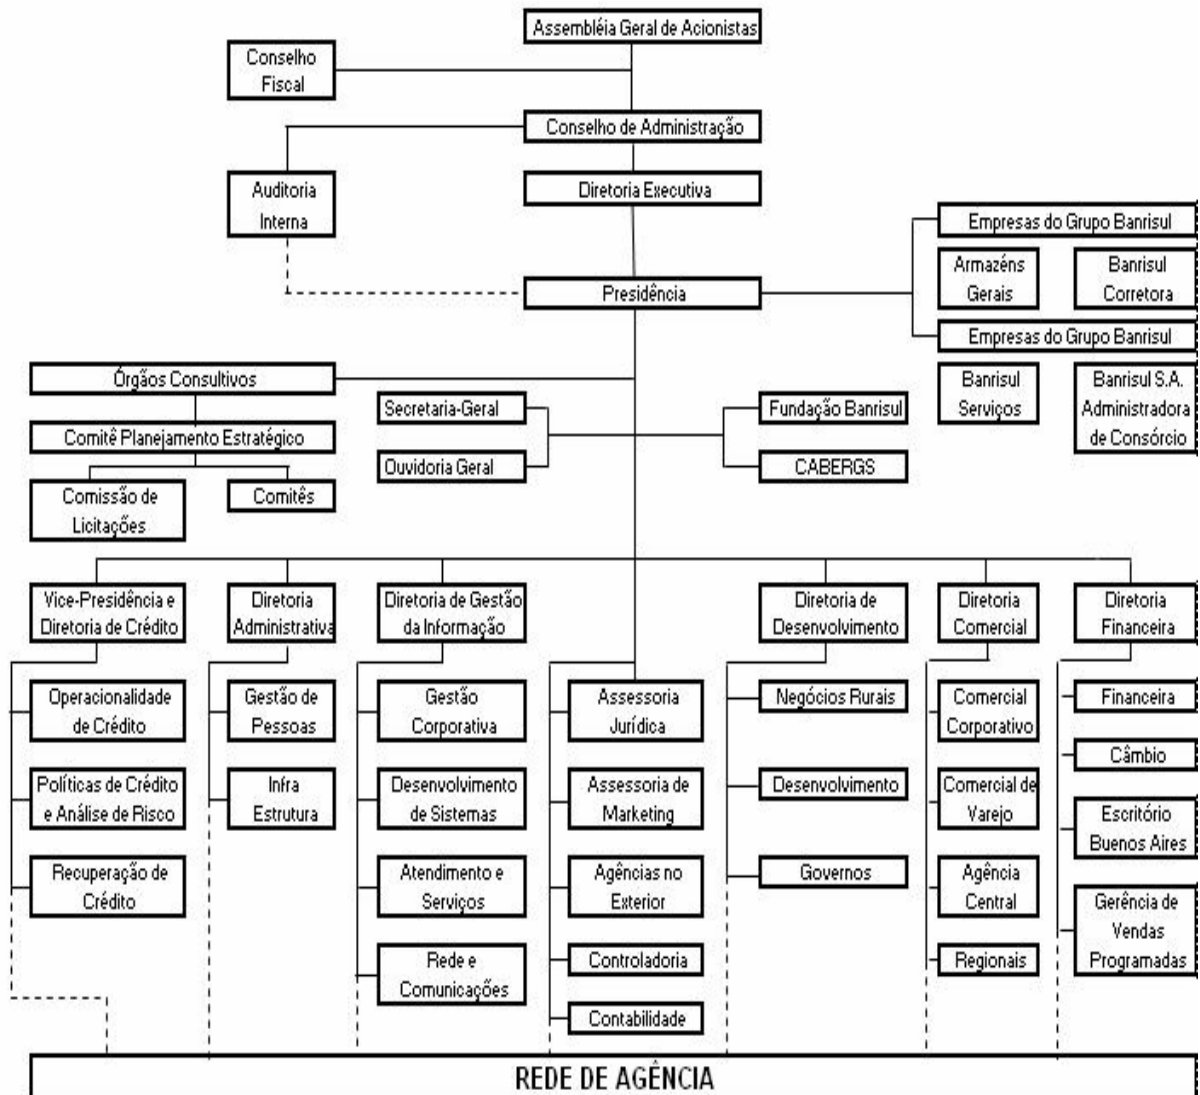 Assembléia Geral de Acionistas
Conselho
Fiscal
Conselho de Administração
Auditoria
Interna
Diretoria Executiva
Empresas do Grupo Banrisul
Armazéns
Gerais
Banrisul
Corretora
Presidência
Empresas do Grupo Banrisul
Banrisul
Serviços
Banrisul S.A.
Administradora
de Consórcio
Órgãos Consultivos
Comitê Planejamento Estratégico
Comissão de
Licitações
Comitês
Secretaria-Geral
Ouvidoria Geral
Fundação Banrisul
CABERGS
Vice-Presidência e
Diretoria de Crédito
Diretoria
Administrativa
Diretoria de Gestão
da Informação
Diretoria de
Desenvolvimento
Diretoria
Comercial
Diretoria
Financeira
Operacionalidade
de Crédito
Políticas de Crédito
e Análise de Risco
Recuperação de
Crédito
Gestão de
Pessoas
Infra
Estrutura
Gestão
Corporativa
Desenvolvimento
de Sistemas
Atendimento e
Serviços
Rede e
Comunicações
Assessoria
Jurídica
Assessoria de
Marketing
Agências no
Exterior
Controladoria
Contabilidade
Negócios Rurais
Desenvolvimento
Governos
Comercial
Corporativo
Comercial de
Varejo
Agência
Central
Regionais
Financeira
Câmbio
Escritório
Buenos Aires
Gerência de
Vendas
Programadas
REDE DE AGÊNCIA